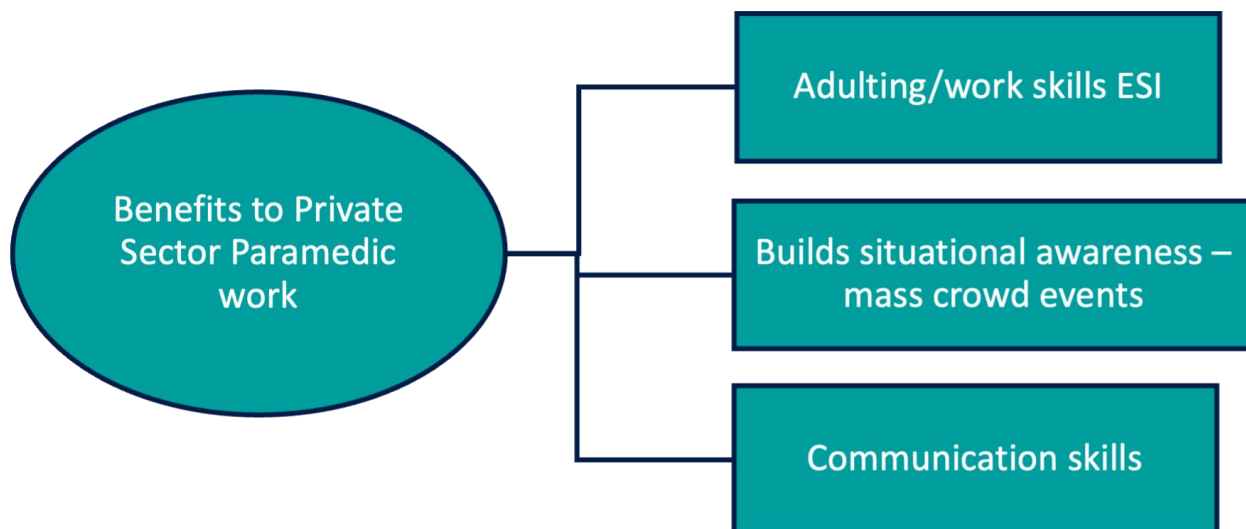 Benefits to Private
Sector Paramedic
work
Adulting/work skills ESI
Builds situational awareness –
mass crowd events
Communication skills